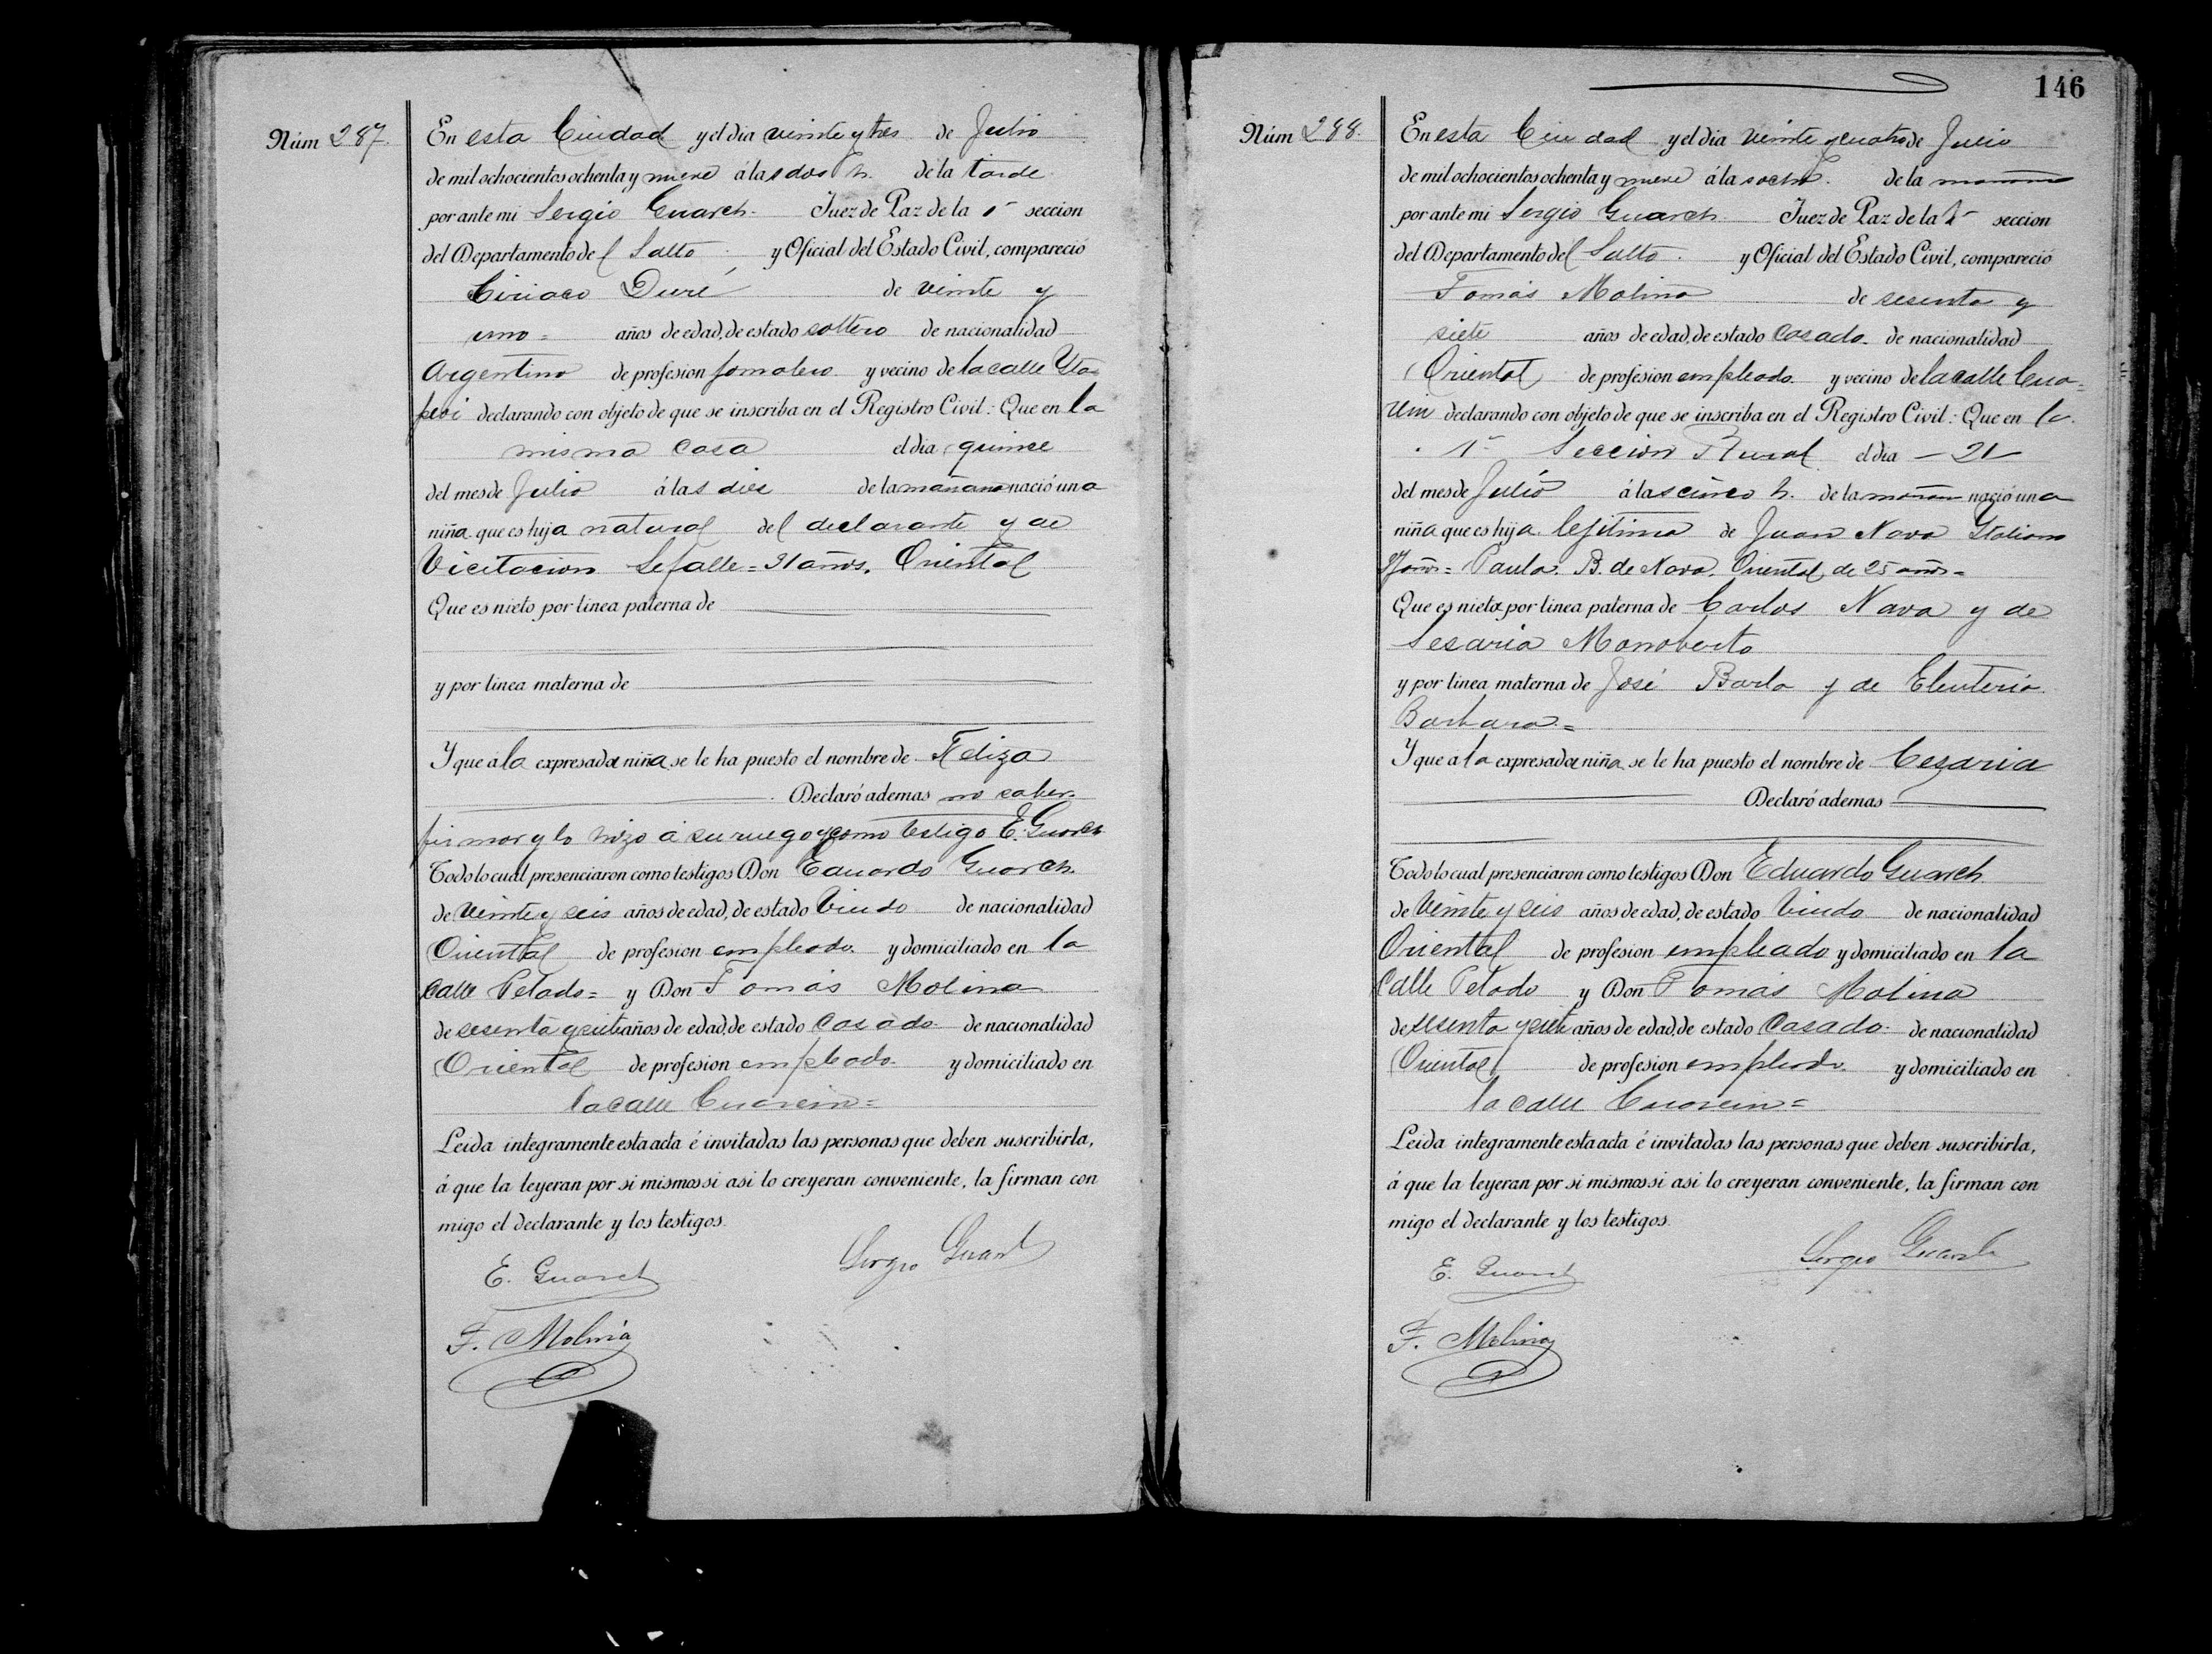 Núm 287.
En esta Ciudad y el dia veinte y tres de Julio
de mil ochocientos ochenta y nueve á las dos h. de la tarde
por ante mi Sergio Guarch. Juez de Paz de la 1ª seccion
del Departamento del Salto y Oficial del Estado Civil, compareció
Ciriaco Duré de veinte y
uno = años de edad, de estado soltero de nacionalidad
Argentino de profesion jornalero y vecino de la calle Ita-
pebi declarando con objeto de que se inscriba en el Registro Civil: Que en la
misma casa el dia quince
del mes de Julio á las diez de la mañana nació una
niña que es hija natural del declarante y de
Vicitacion = 21 años. Oriental
Que es nieto por linea paterna de
y por linea materna de
Y que á la expresada niña se le ha puesto el nombre de Feliza
Declaró ademas no saber
firmar y lo hizo á su ruego y como testigo E. Guarch
Todo lo cual presenciaron como testigos Don Eduardo Guarch.
de veinte y seis años de edad, de estado Viudo de nacionalidad
Oriental de profesion empleado y domiciliado en la
Calle = y Don Tomás Molina
de sesenta y siete años de edad, de estado Casado de nacionalidad
Oriental de profesion empleado y domiciliado en
la calle Cuareim =
Leida integramente esta acta é invitadas las personas que deben suscribirla,
á que la leyeran por si mismos si asi lo creyeran conveniente, la firman con
migo el declarante y los testigos.
E. Guarch Sergio Guarch
F. Molina
146
Núm 288.
En esta Ciudad y el dia veinte y cuatro de Julio
de mil ochocientos ochenta y nueve á las ocho. de la mañana
por ante mi Sergio Guarch Juez de Paz de la 1ª seccion
del Departamento del Salto. y Oficial del Estado Civil, compareció
Tomás Molina de sesenta y
siete años de edad, de estado Casado de nacionalidad
Oriental de profesion empleado y vecino de la calle Cua-
reim declarando con objeto de que se inscriba en el Registro Civil: Que en la
1ª Seccion Rural el dia - 21
del mes de Julio á las cinco h. de la mañana nació una
niña que es hija lejitima de Juan Nava Italiano
años = Paula B. de Nava. Oriental, de 25 años =
Que es nieta por linea paterna de Carlos Nava y de
Sesaria
y por linea materna de José y de Eleuteria
=
Y que á la expresada niña se le ha puesto el nombre de Cezaria
Declaró ademas
Todo lo cual presenciaron como testigos Don Eduardo Guarch
de veinte y seis años de edad, de estado Viudo de nacionalidad
Oriental de profesion empleado y domiciliado en la
Calle y Don Tomás Molina
de sesenta y siete años de edad, de estado Casado de nacionalidad
Oriental de profesion empleado y domiciliado en
la calle Cuareim =
Leida integramente esta acta é invitadas las personas que deben suscribirla,
á que la leyeran por si mismos si asi lo creyeran conveniente, la firman con
migo el declarante y los testigos.
E. Guarch Sergio Guarch
F. Molina